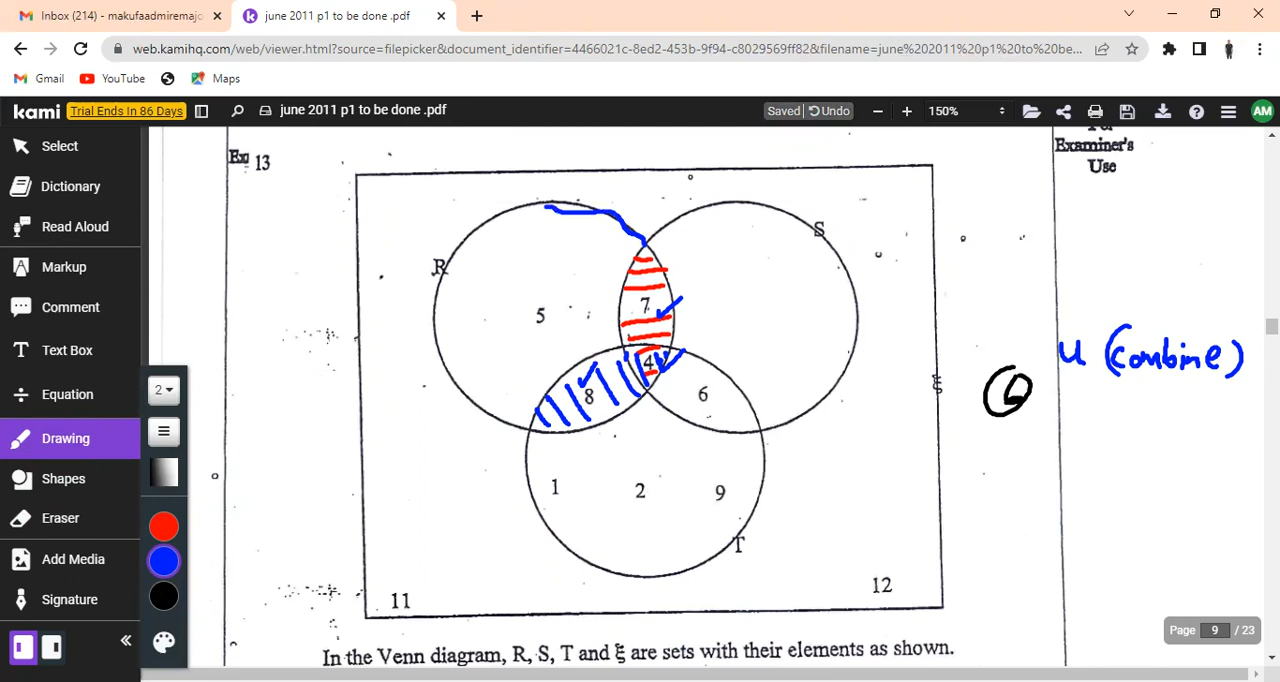 Inbox (214) - makufaadmiremajo
june 2011 p1 to be done .pdf
web.kamihq.com/web/viewer.html?source=filepicker&document_identifier=4466021c-8ed2-453b-9f94-c8029569ff82&filename=june%202011%20p1%20to%20be...
Gmail
YouTube
Maps
kami
Trial Ends In 86 Days
june 2011 p1 to be done .pdf
Saved
Undo
150%
AM
Select
Dictionary
Read Aloud
Markup
Comment
Text Box
Equation
Drawing
Shapes
Eraser
Add Media
Signature
2
13
Examiner's
Use
R
S
5
7
4
8
6
ξ
u (combine)
1
2
9
T
11
12
In the Venn diagram, R, S, T and ξ are sets with their elements as shown.
Page 9 / 23